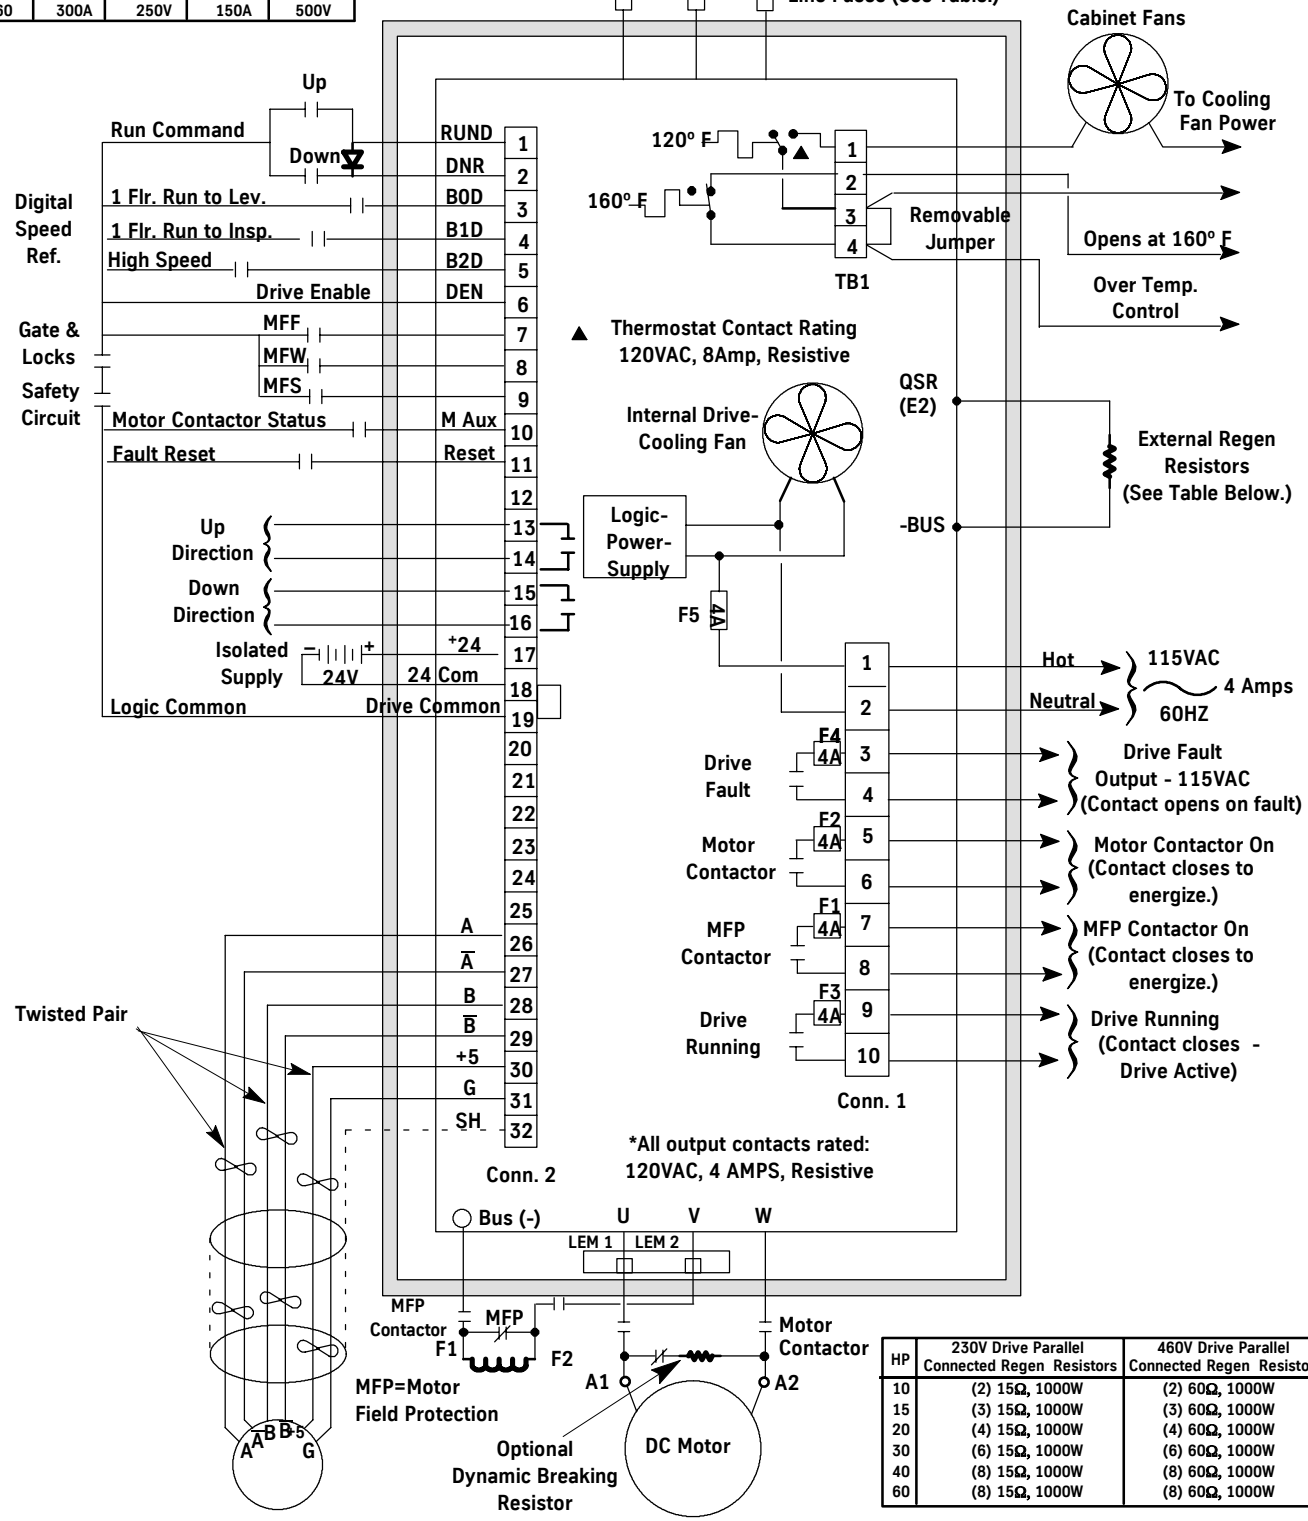 60 300A 250V 150A 500V
Line Fuses (See Table.)
Cabinet Fans
To Cooling
Fan Power
Up
Run Command
RUND
1
Down
DNR
2
Digital
Speed
Ref.
1 Flr. Run to Lev.
B0D
3
1 Flr. Run to Insp.
B1D
4
High Speed
B2D
5
Drive Enable
DEN
6
Gate &
Locks
Safety
Circuit
MFF
7
MFW
8
MFS
9
Motor Contactor Status
M Aux
10
Fault Reset
Reset
11
12
Up
Direction
13
14
Down
Direction
15
16
Isolated
Supply
− +
24V
+24
17
24 Com
18
Logic Common
Drive Common
19
20
21
22
23
24
25
A
26
A̅
27
B
28
B̅
29
+5
30
G
31
SH
32
Conn. 2
Twisted Pair
A A̅ B B̅ +5 G
120º F
160º F
1
2
3
4
TB1
Removable
Jumper
Opens at 160º F
Over Temp.
Control
▲ Thermostat Contact Rating
120VAC, 8Amp, Resistive
Internal Drive-
Cooling Fan
QSR
(E2)
-BUS
External Regen
Resistors
(See Table Below.)
Logic-
Power-
Supply
F5
4A
1
Hot
2
Neutral
115VAC
4 Amps
60HZ
Drive
Fault
F4
4A
3
4
Drive Fault
Output - 115VAC
(Contact opens on fault)
Motor
Contactor
F2
4A
5
6
Motor Contactor On
(Contact closes to
energize.)
MFP
Contactor
F1
4A
7
8
MFP Contactor On
(Contact closes to
energize.)
Drive
Running
F3
4A
9
10
Drive Running
(Contact closes -
Drive Active)
Conn. 1
*All output contacts rated:
120VAC, 4 AMPS, Resistive
Bus (-)
U V W
LEM 1 LEM 2
MFP
Contactor
MFP
F1
F2
MFP=Motor
Field Protection
Motor
Contactor
A1
A2
DC Motor
Optional
Dynamic Breaking
Resistor
HP
230V Drive Parallel
Connected Regen Resistors
460V Drive Parallel
Connected Regen
10 (2) 15Ω, 1000W (2) 60Ω, 1000W
15 (3) 15Ω, 1000W (3) 60Ω, 1000W
20 (4) 15Ω, 1000W (4) 60Ω, 1000W
30 (6) 15Ω, 1000W (6) 60Ω, 1000W
40 (8) 15Ω, 1000W (8) 60Ω, 1000W
60 (8) 15Ω, 1000W (8) 60Ω, 1000W